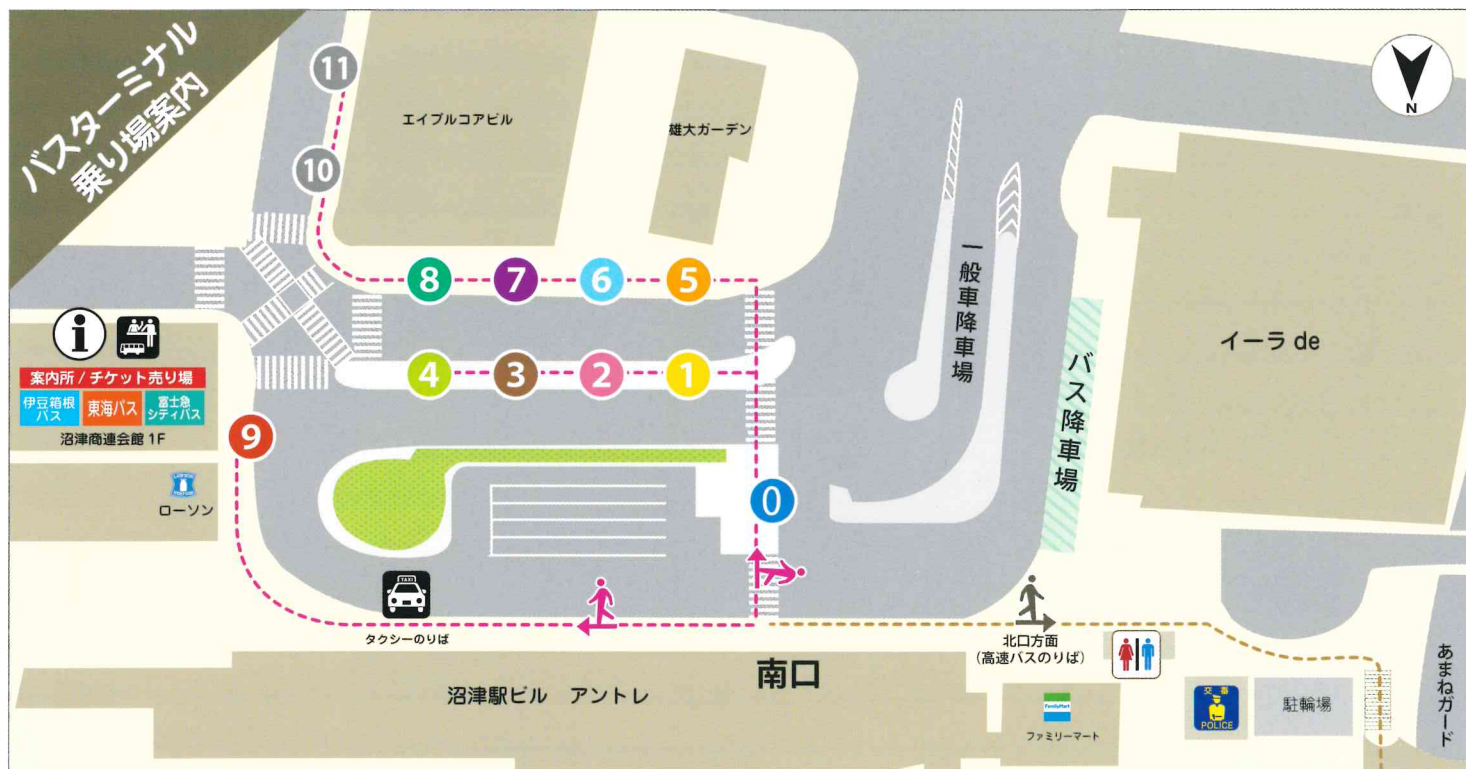 バスターミナル
乗り場案内
11
エイブルコアビル
雄大ガーデン
N
10
8
7
6
5
一般車降車場
イーラ de
バス降車場
i
案内所 / チケット売り場
伊豆箱根
バス
東海バス
富士急
シティバス
沼津商連会館 1F
4
3
2
1
9
ローソン
0
TAXI
タクシーのりば
北口方面
(高速バスのりば)
南口
沼津駅ビル アントレ
FamilyMart
ファミリーマート
交番
POLICE
駐輪場
あまねガード